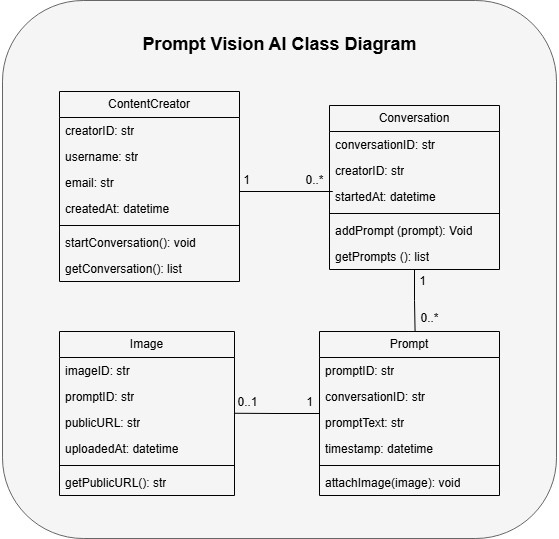 Prompt Vision AI Class Diagram
ContentCreator
creatorID: str
username: str
email: str
createdAt: datetime
startConversation(): void
getConversation(): list
1
0..*
Conversation
conversationID: str
creatorID: str
startedAt: datetime
addPrompt (prompt): Void
getPrompts (): list
1
0..*
Image
imageID: str
promptID: str
publicURL: str
uploadedAt: datetime
getPublicURL(): str
0..1
1
Prompt
promptID: str
conversationID: str
promptText: str
timestamp: datetime
attachImage(image): void